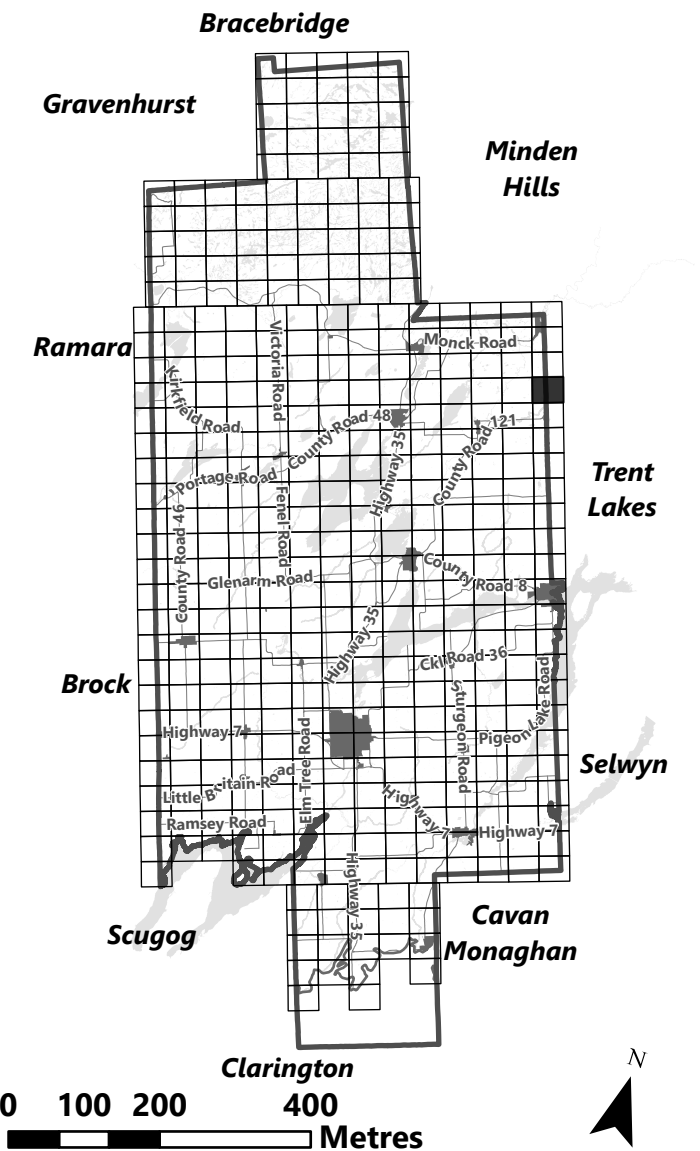 Bracebridge
Gravenhurst
Minden
Hills
Ramara
Monck Road
Victoria Road
Kirkfield Road
County Road 48
121
County Road
Highway 35
Portage Road
Trent
Lakes
Fenel Road
County Road 46
Glenarm Road
County Road 8
Highway 35
Ckl Road 36
Brock
Sturgeon Road
Pigeon Lake Road
Highway 7
Elm Tree Road
Selwyn
Little Britain Road
Highway 7
Ramsey Road
Highway 7
Highway 35
Scugog
Cavan
Monaghan
Clarington
N
0 100 200 400
Metres